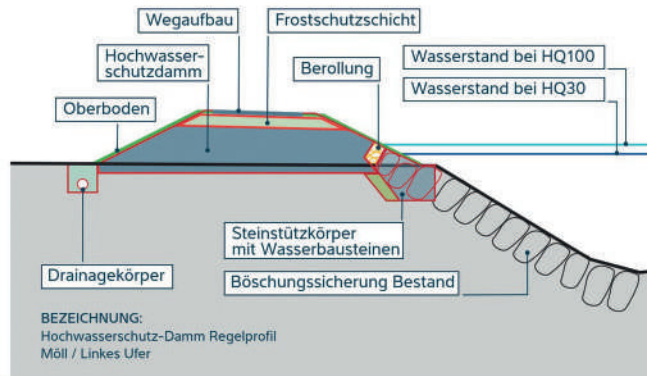 Wegaufbau
Frostschutzschicht
Hochwasser-
schutzdamm
Berollung
Wasserstand bei HQ100
Wasserstand bei HQ30
Oberboden
Steinstützkörper
mit Wasserbausteinen
Drainagekörper
Böschungssicherung Bestand
BEZEICHNUNG:
Hochwasserschutz-Damm Regelprofil
Möll / Linkes Ufer